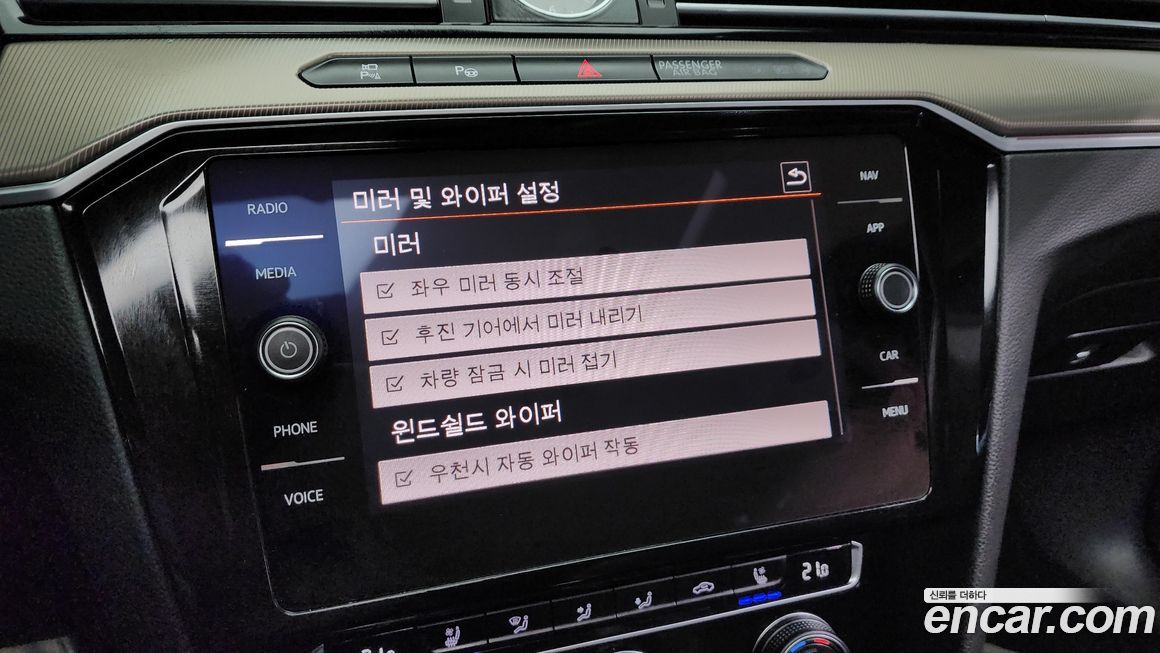 PASSENGER
AIR BAG
RADIO
미러 및 와이퍼 설정
NAV
MEDIA
미러
APP
좌우 미러 동시 조절
후진 기어에서 미러 내리기
차량 잠금 시 미러 접기
CAR
PHONE
윈드쉴드 와이퍼
MENU
우천시 자동 와이퍼 작동
VOICE
신뢰를 더하다
encar.com